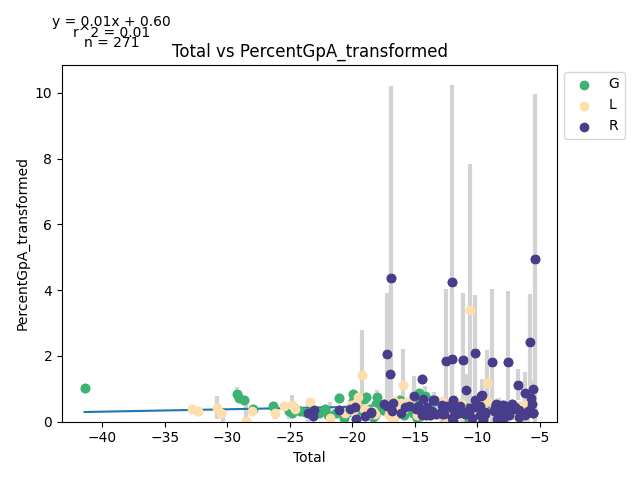 y = 0.01x + 0.60
r^2 = 0.01
n = 271
Total vs PercentGpA_transformed
G
L
R
PercentGpA_transformed
10
8
6
4
2
0
−40 −35 −30 −25 −20 −15 −10 −5
Total